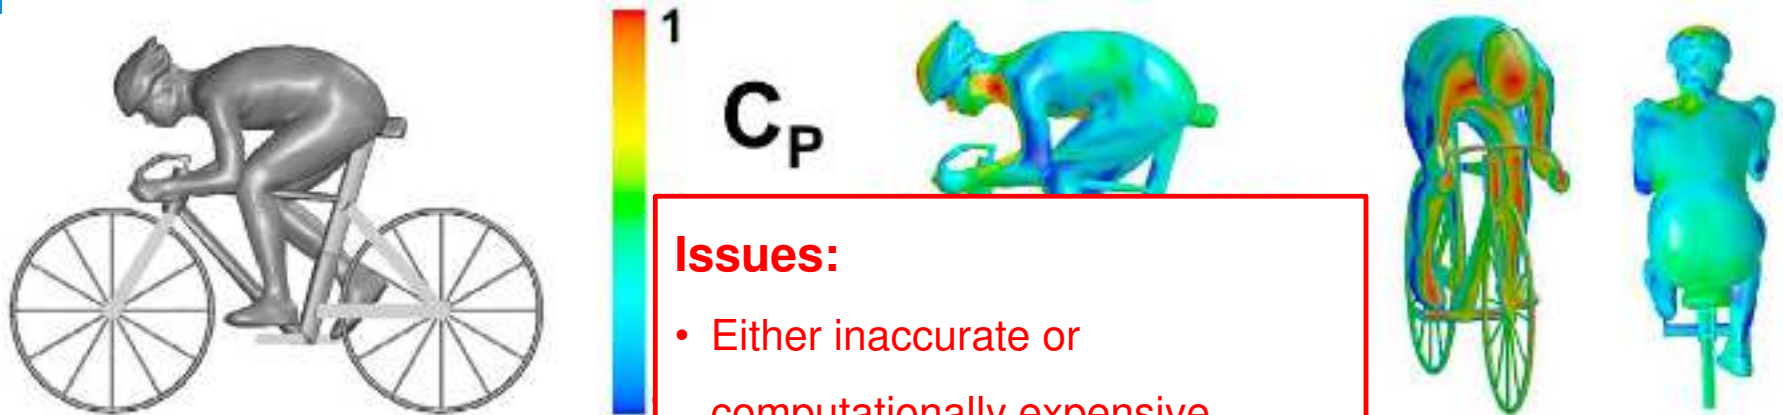 1
CP
Issues:
• Either inaccurate or
computationally expensive